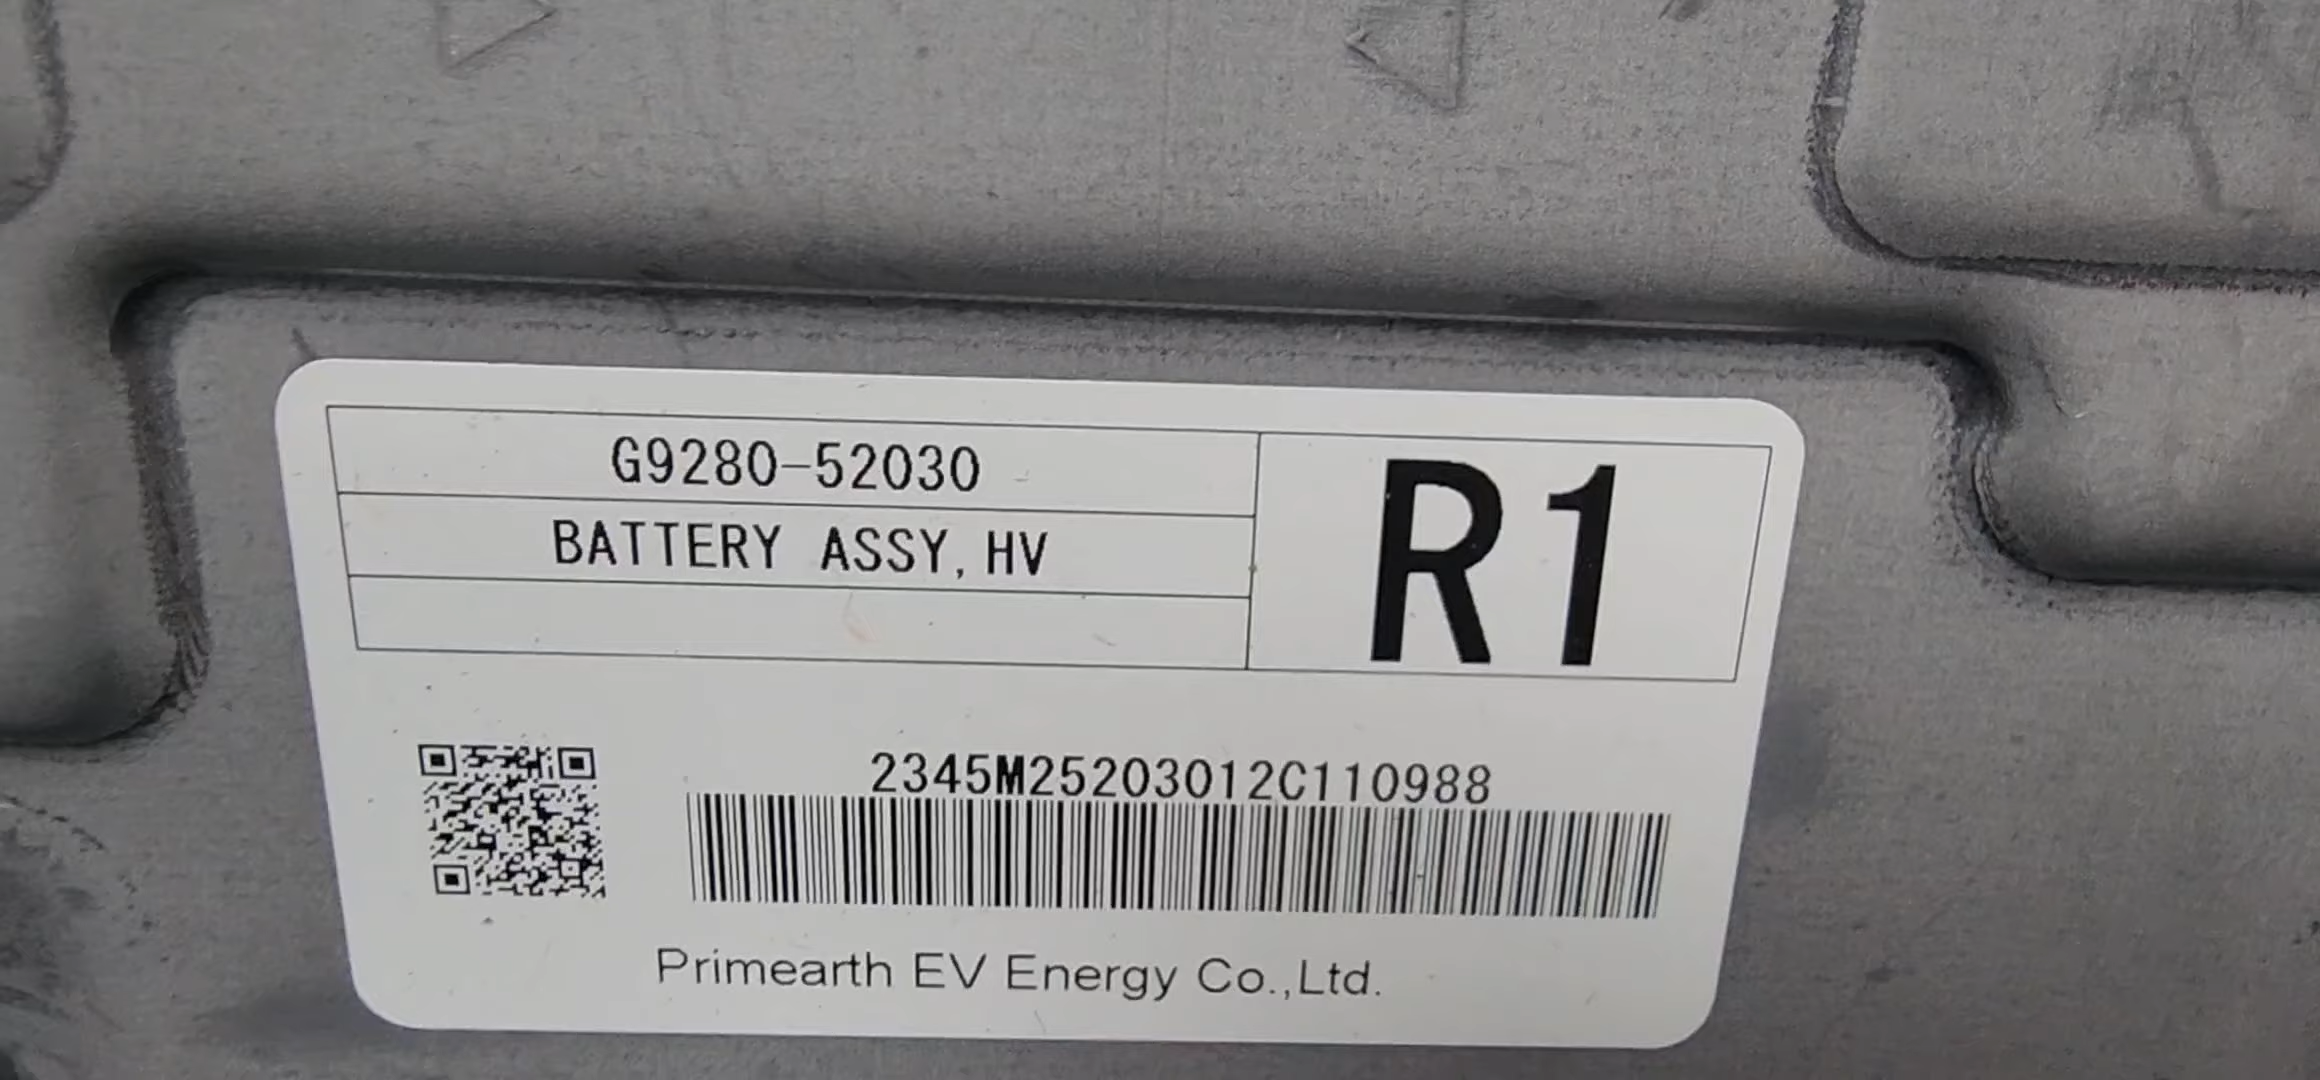 G9280-52030
BATTERY ASSY, HV
R1
2345M25203012C110988
Primearth EV Energy Co.,Ltd.